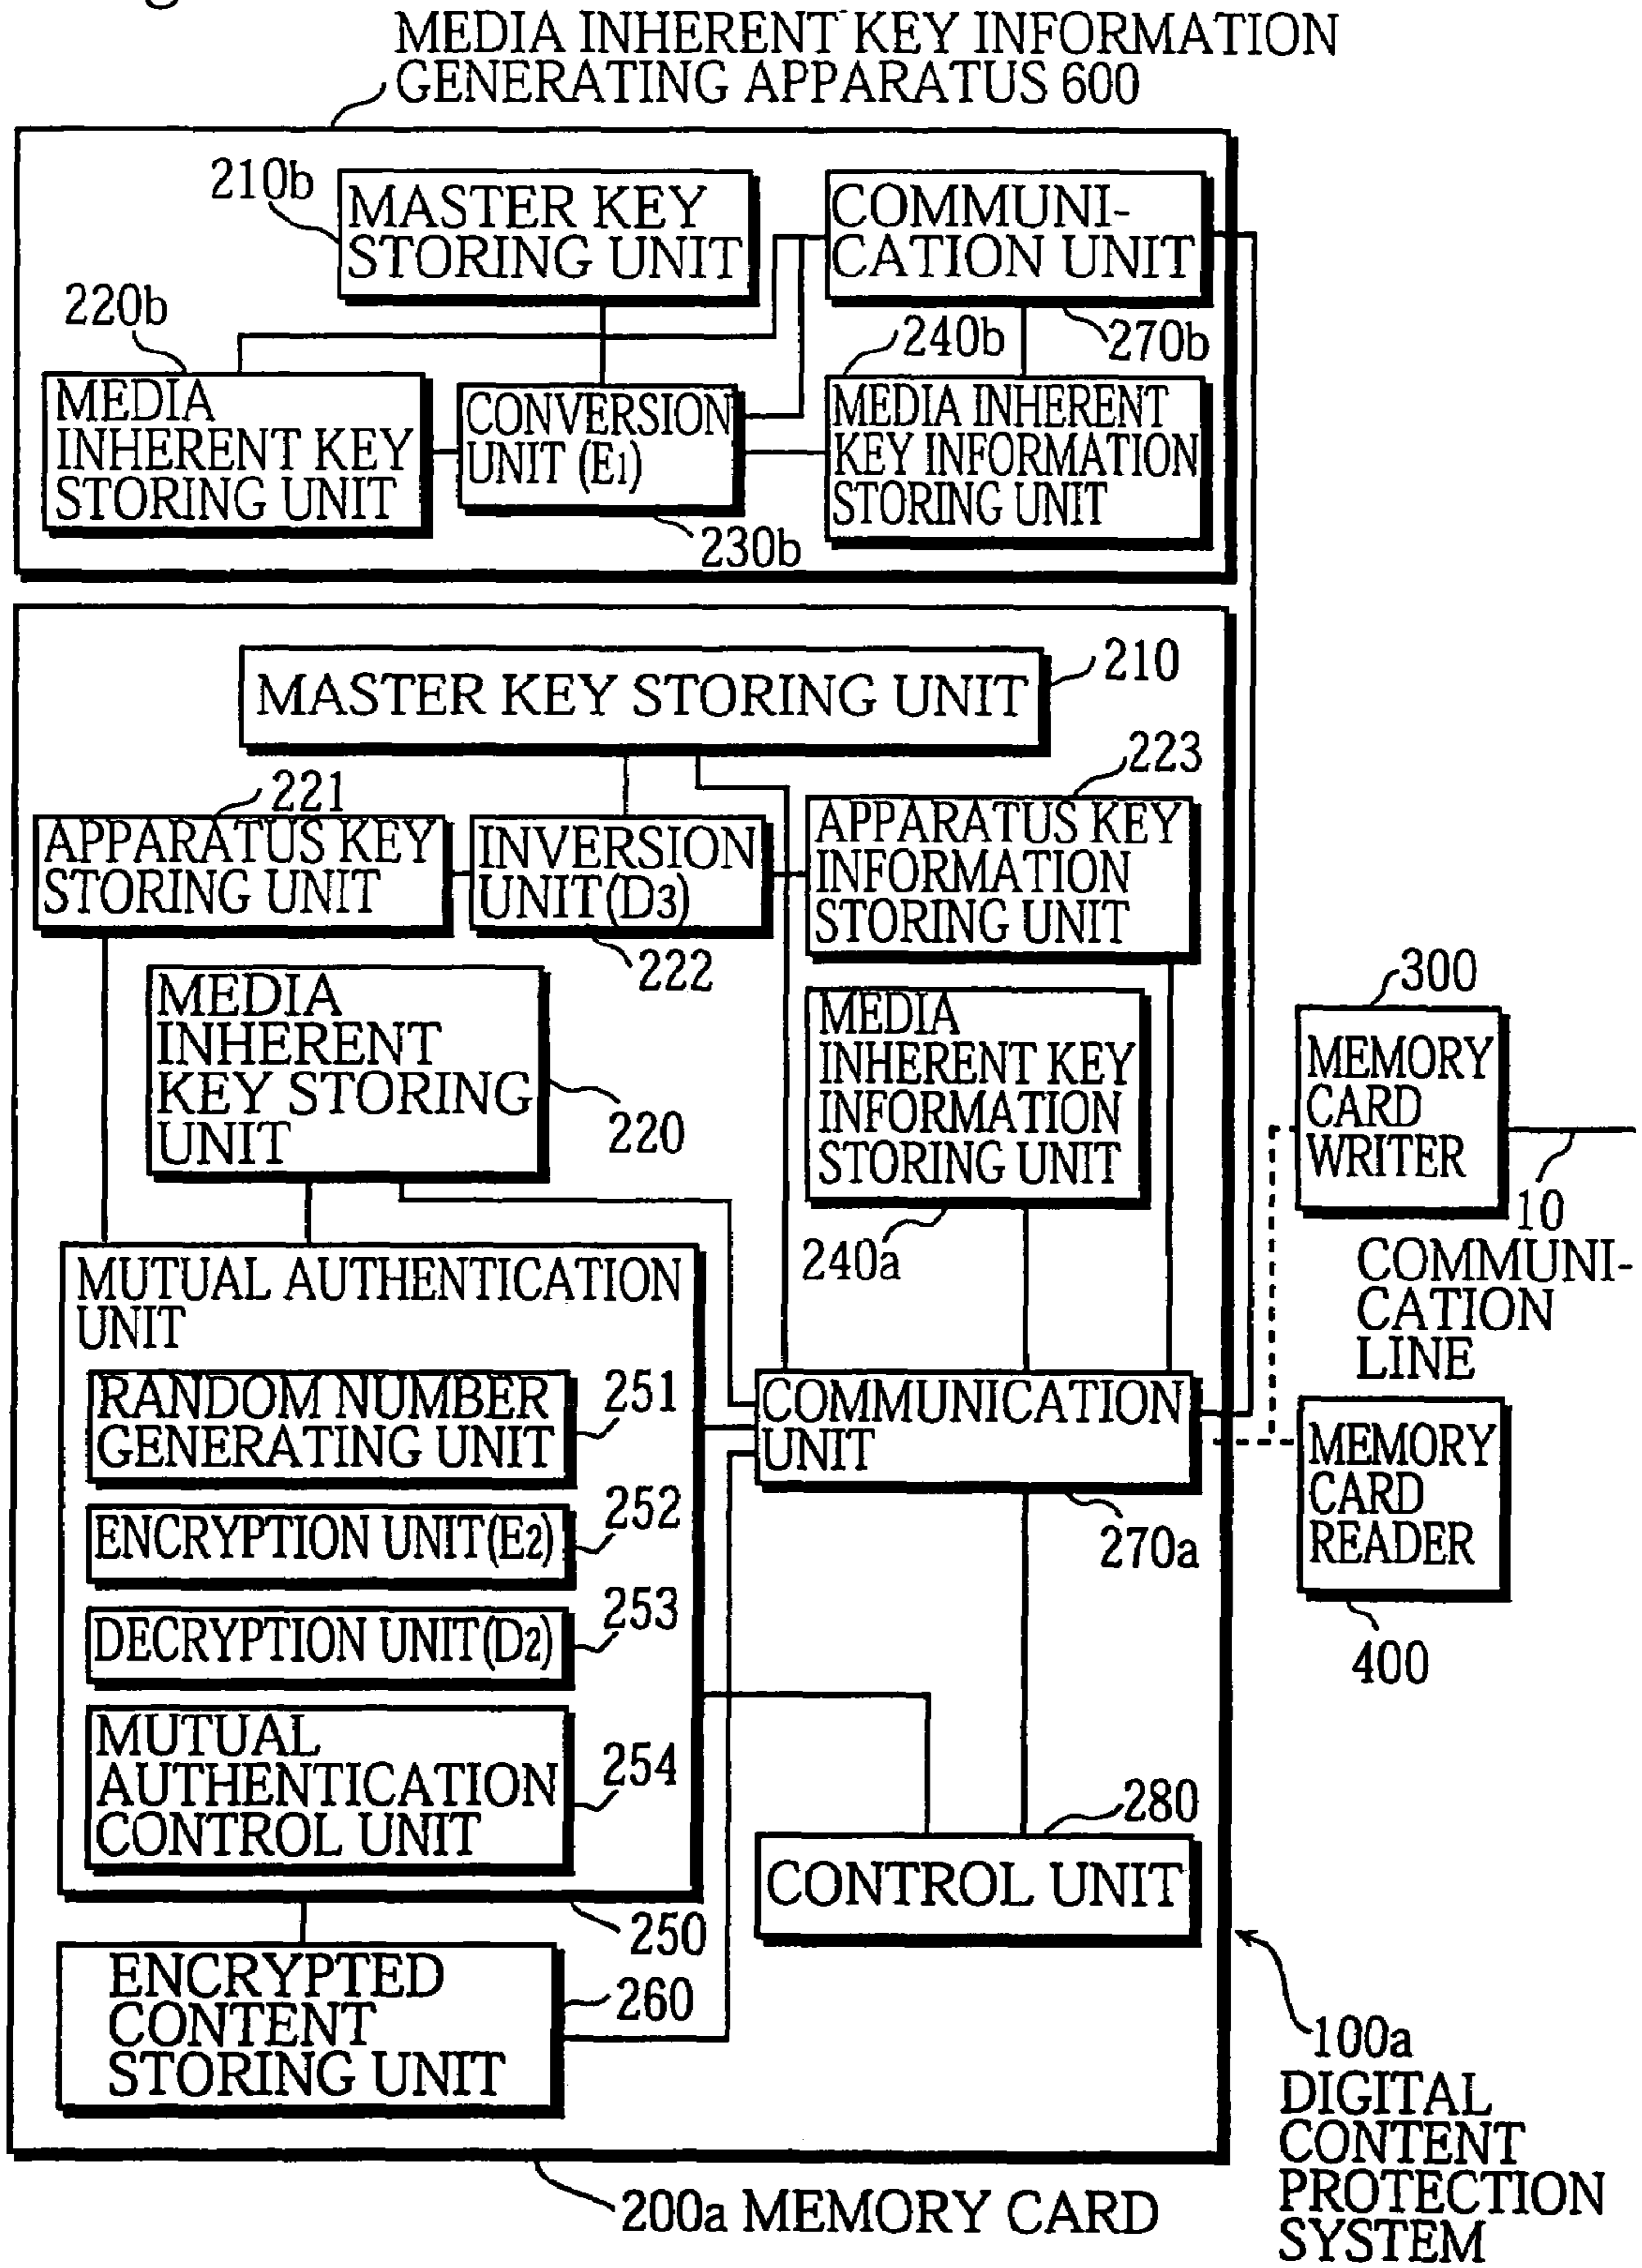 MEDIA INHERENT KEY INFORMATION
GENERATING APPARATUS 600
210b
MASTER KEY
STORING UNIT
COMMUNI-
CATION UNIT
220b
240b
270b
MEDIA
INHERENT KEY
STORING UNIT
CONVERSION
UNIT (E1)
MEDIA INHERENT
KEY INFORMATION
STORING UNIT
230b
MASTER KEY STORING UNIT
210
223
221
APPARATUS KEY
STORING UNIT
INVERSION
UNIT (D3)
APPARATUS KEY
INFORMATION
STORING UNIT
222
MEDIA
INHERENT
KEY STORING
UNIT
220
MEDIA
INHERENT KEY
INFORMATION
STORING UNIT
240a
300
MEMORY
CARD
WRITER
10
COMMUNI-
CATION
LINE
MUTUAL AUTHENTICATION
UNIT
RANDOM NUMBER
GENERATING UNIT
251
COMMUNICATION
UNIT
270a
MEMORY
CARD
READER
400
ENCRYPTION UNIT(E2)
252
DECRYPTION UNIT(D2)
253
MUTUAL
AUTHENTICATION
CONTROL UNIT
254
280
CONTROL UNIT
250
ENCRYPTED
CONTENT
STORING UNIT
260
100a
DIGITAL
CONTENT
PROTECTION
SYSTEM
200a MEMORY CARD